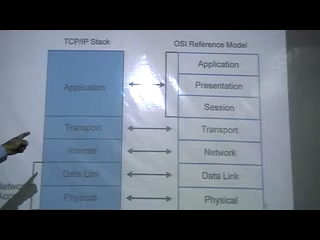 TCP/IP Stack
OSI Reference Model
Application
Transport
Internet
Data Link
Physical
Application
Presentation
Session
Transport
Network
Data Link
Physical